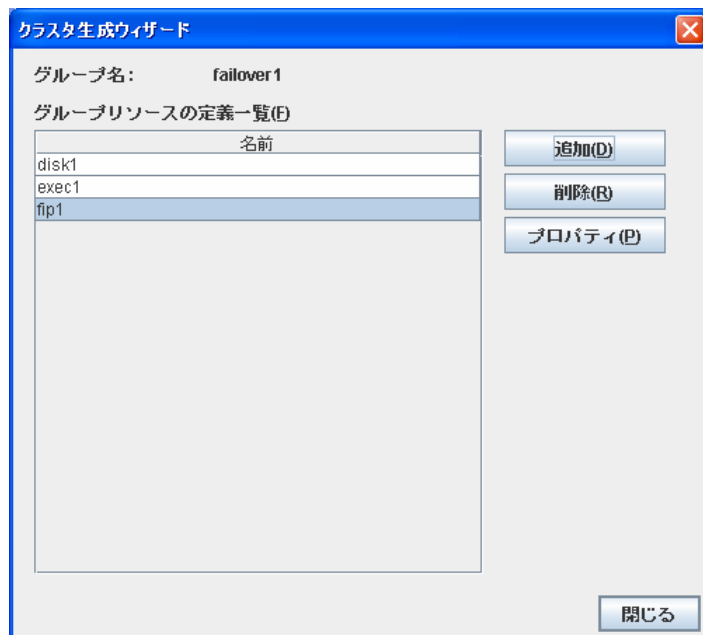 クラスタ生成ウィザード
グループ名: failover1
グループリソースの定義一覧(F)
名前
disk1
exec1
fip1
追加(D)
削除(R)
プロパティ(P)
閉じる